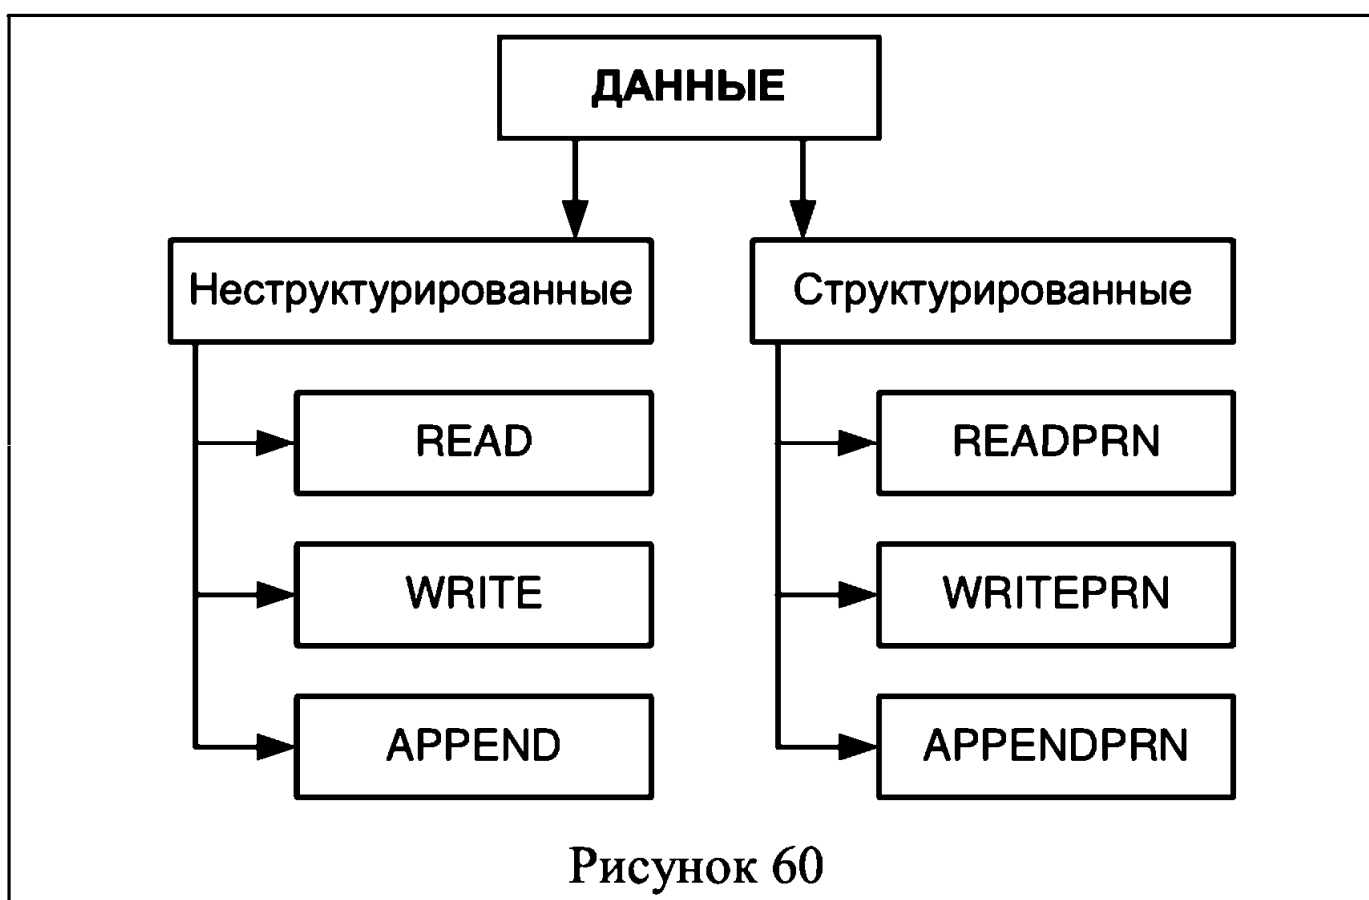 ДАННЫЕ
Неструктурированные
Структурированные
READ
READPRN
WRITE
WRITEPRN
APPEND
APPENDPRN
Рисунок 60